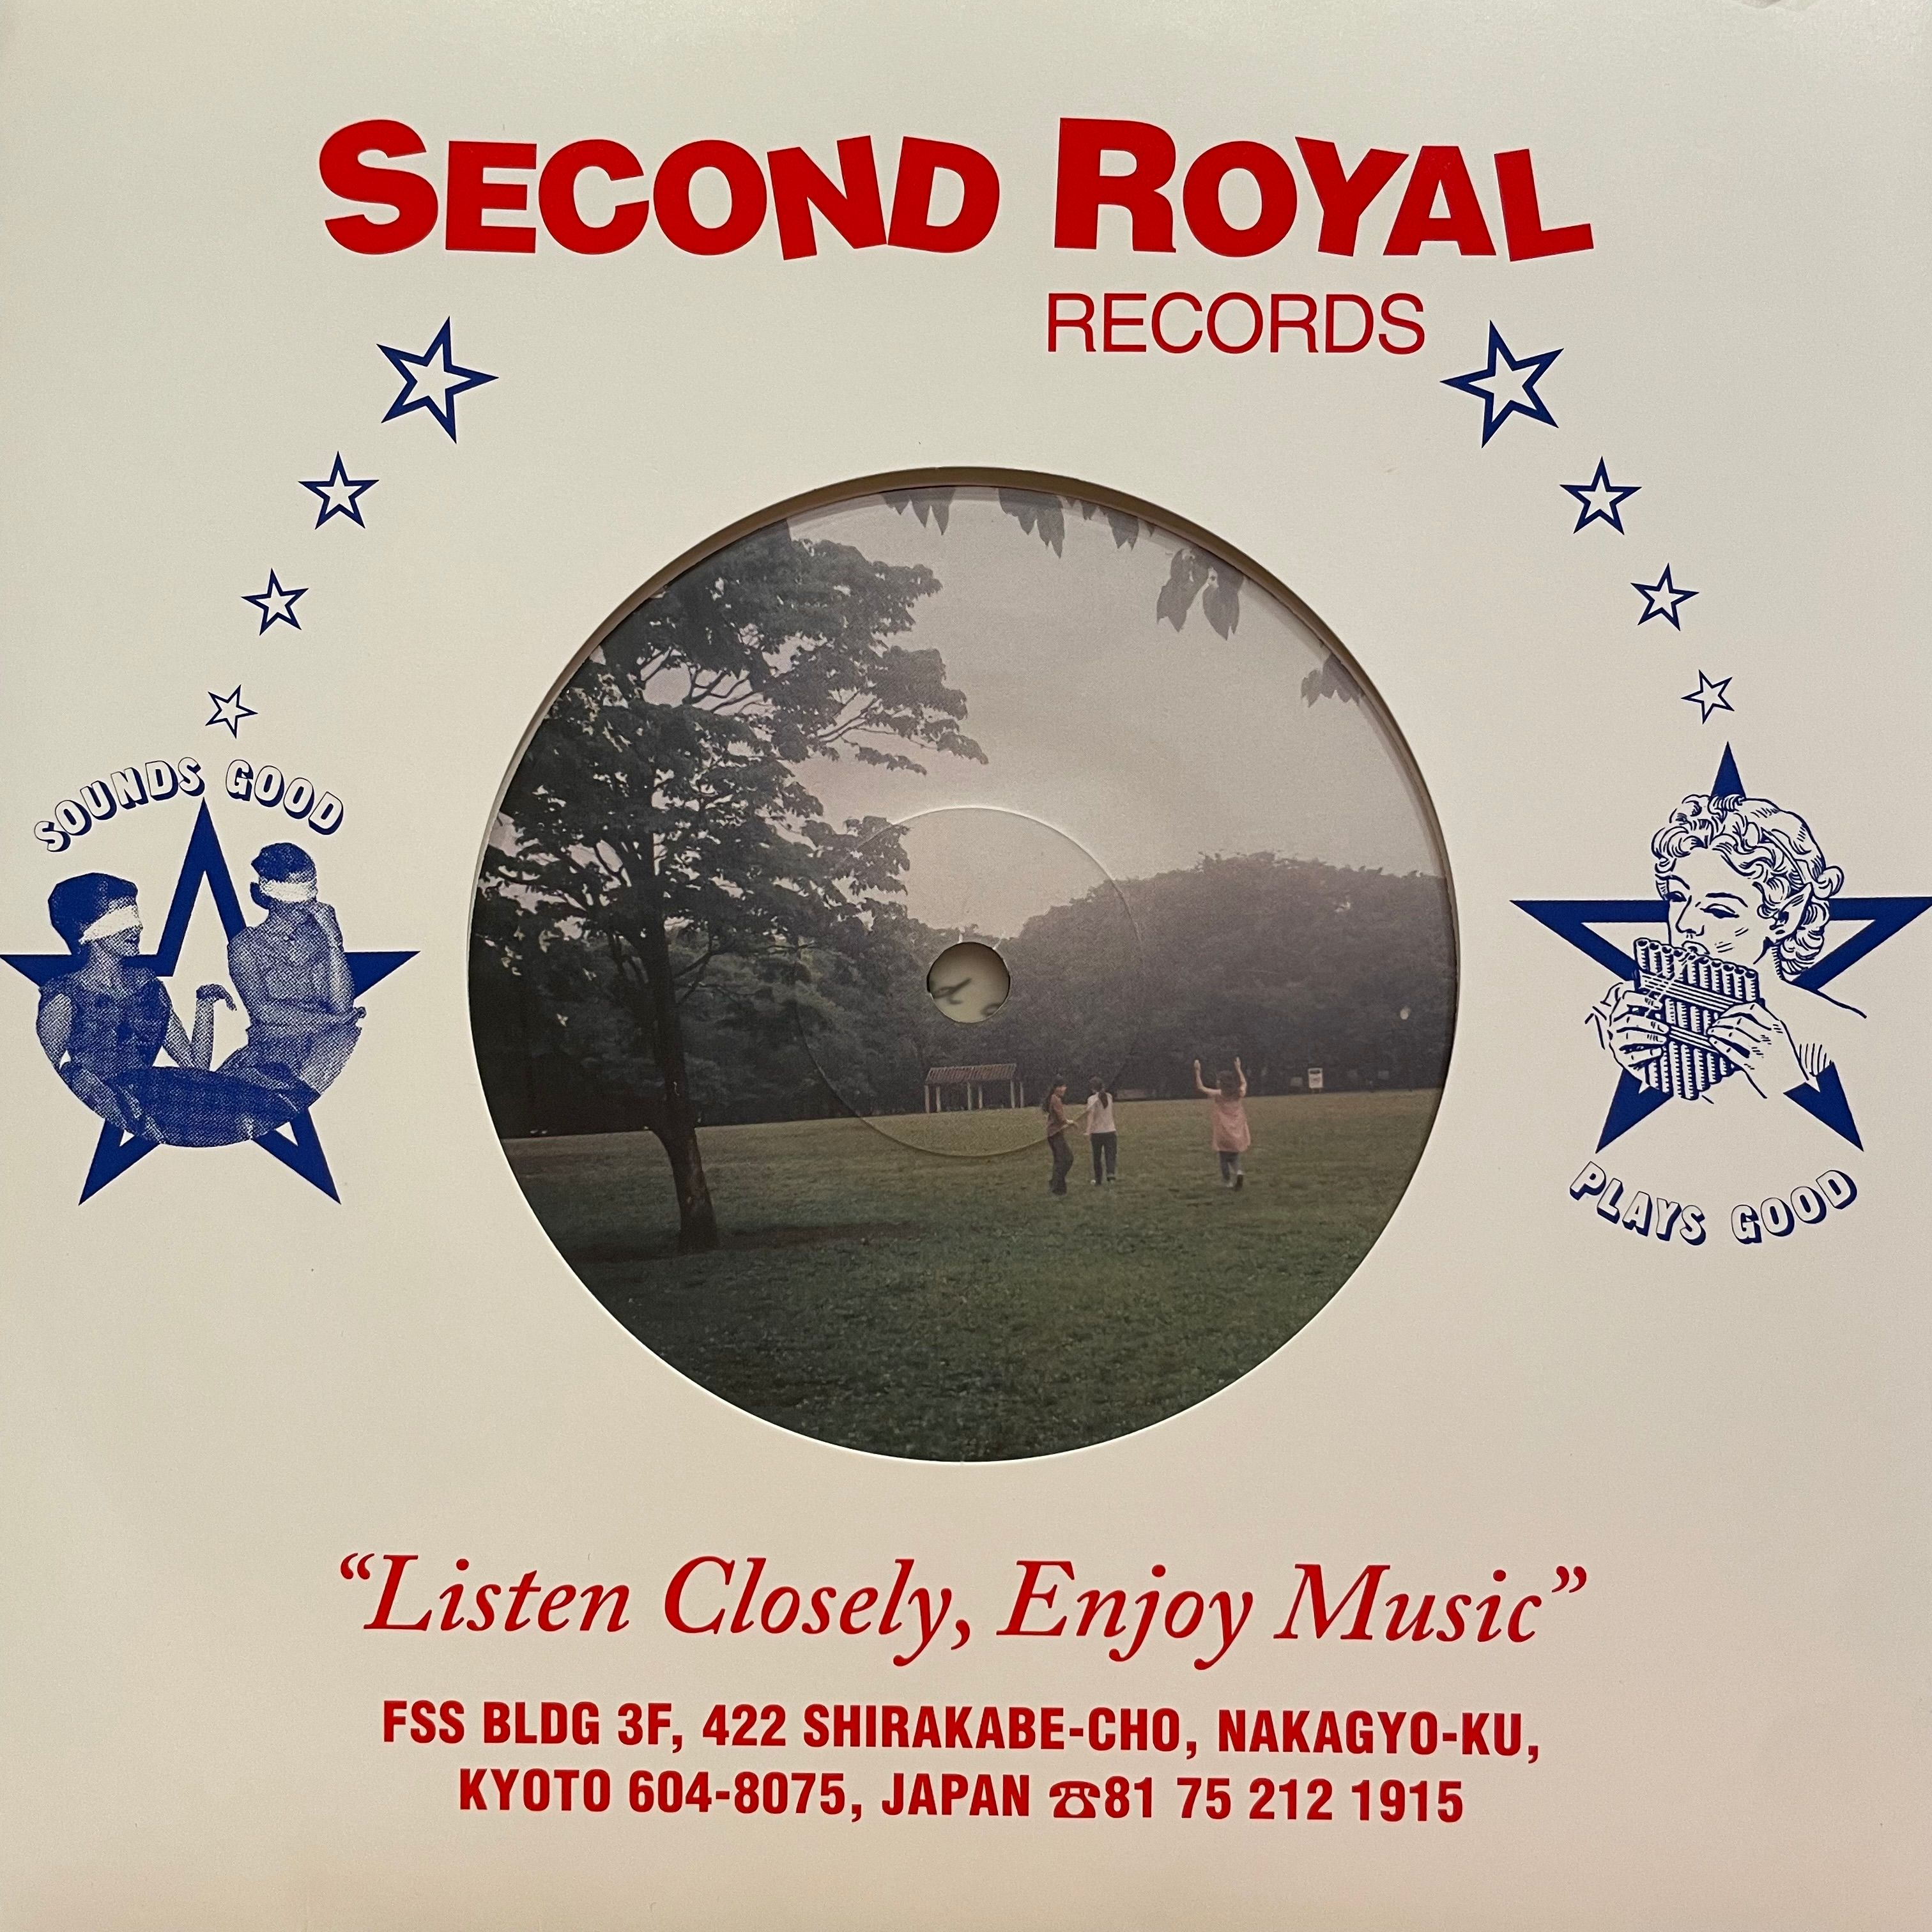 SECOND ROYAL
RECORDS
SOUNDS GOOD
PLAYS GOOD
“Listen Closely, Enjoy Music”
FSS BLDG 3F, 422 SHIRAKABE-CHO, NAKAGYO-KU,
KYOTO 604-8075, JAPAN ☎81 75 212 1915